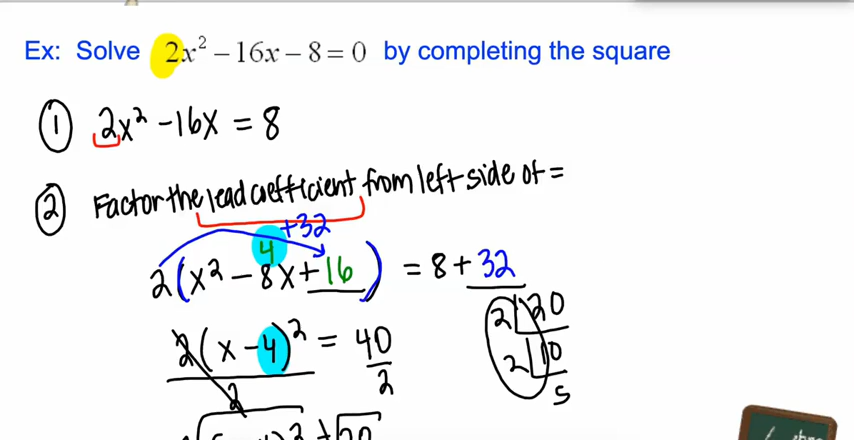 Ex: Solve 2x² − 16x − 8 = 0 by completing the square
① 2x² − 16x = 8
② Factor the lead coefficient from left side of =
+32
4
2(x² − 8x + 16) = 8 + 32
2(x − 4)² = 40
2 2
2 20
2 10
5